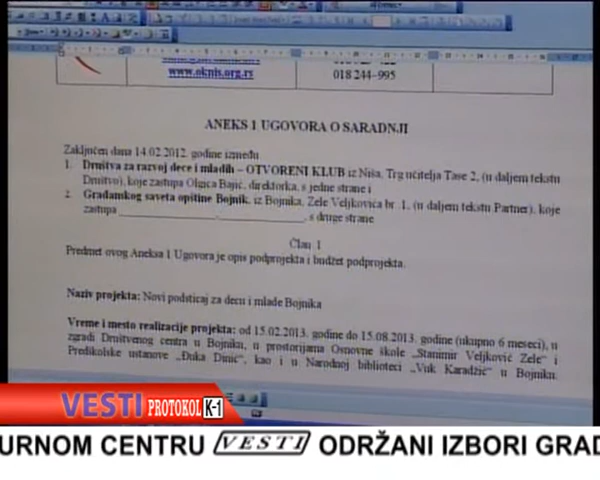 www.oknis.org.rs
018 244-995
ANEKS 1 UGOVORA O SARADNJI
Zaključen dana 14.02.2012. godine između
1. Društva za razvoj dece i mladih – OTVORENI KLUB iz Niša, Trg učitelja Tase 2, (u daljem tekstu
Društvo), koje zastupa Olgica Bajić, direktorka, s jedne strane i
2. Građanskog saveta opštine Bojnik, iz Bojnika, Zele Veljkovića br. 1, (u daljem tekstu Partner), koje
zastupa ______________________________, s druge strane
Član 1
Predmet ovog Aneksa 1 Ugovora je opis podprojekta i budžet podprojekta.
Naziv projekta: Novi podsticaj za decu i mlade Bojnika
Vreme i mesto realizacije projekta: od 15.02.2013. godine do 15.08.2013. godine (ukupno 6 meseci), u
zgradi Društvenog centra u Bojniku, u prostorijama Osnovne škole „Stanimir Veljković Zele“ i
Predškolske ustanove „Đuka Dinić“, kao i u Narodnoj biblioteci „Vuk Karadžić“ u Bojniku.
VESTI PROTOKOL K-1
URNOM CENTRU VESTI ODRŽANI IZBORI GRAD